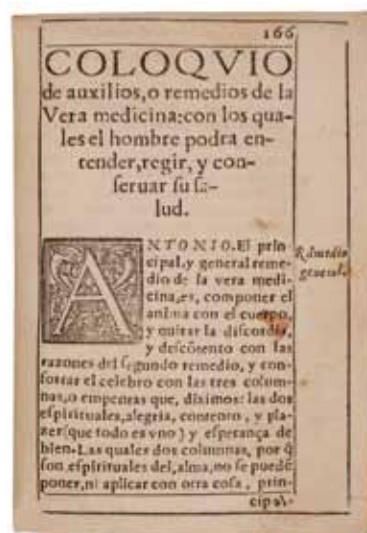 166
COLOQVIO
de auxilios, o remedios de la
Vera medicina: con los qua-
les el hombre podra en-
tender, regir, y con-
seruar su sa-
lud.
ANTONIO. El prin-
cipal, y general reme-
dio de la vera medi-
cina, es, componer el
anima con el cuerpo,
y quitar la discordia,
y descōtento con las
razones del segundo remedio, y con-
fortar el celebro con las tres colum-
nas, o empentas que, diximos: las dos
espirituales, alegria, contento, y pla-
zer (que todo es vno) y esperança de
bien. Las quales dos columnas, por q̄
son espirituales del, alma, no se puedē
poner, ni aplicar con otra cosa, prin-
cipal-
Remedio
general.